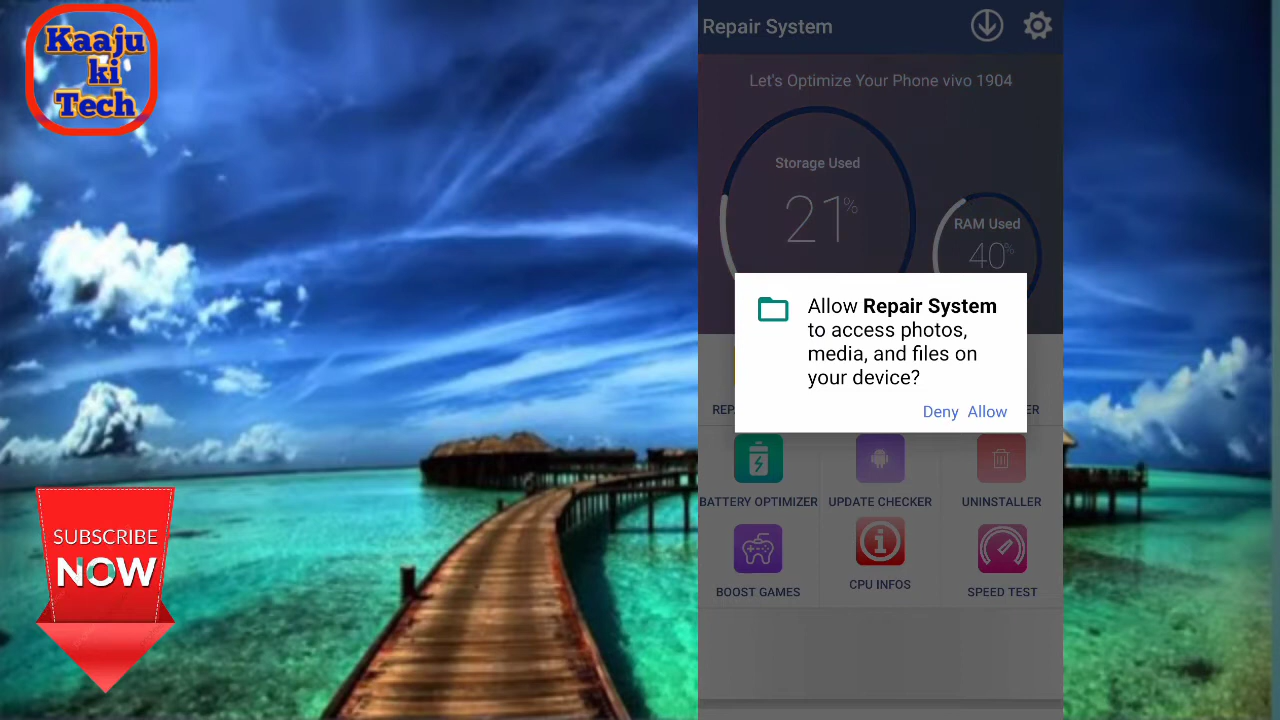 Kaaju
ki
Tech
SUBSCRIBE
NOW
Repair System
Let's Optimize Your Phone vivo 1904
Storage Used
21%
RAM Used
40%
Allow Repair System
to access photos,
media, and files on
your device?
Deny Allow
BATTERY OPTIMIZER
UPDATE CHECKER
UNINSTALLER
BOOST GAMES
CPU INFOS
SPEED TEST